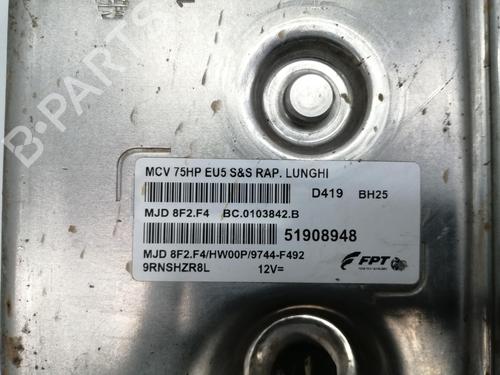 MCV 75HP EU5 S&S RAP. LUNGHI
D419 BH25
MJD 8F2.F4 BC.0103842.B
51908948
MJD 8F2.F4/HW00P/9744-F492
9RNSHZR8L 12V=
FPT